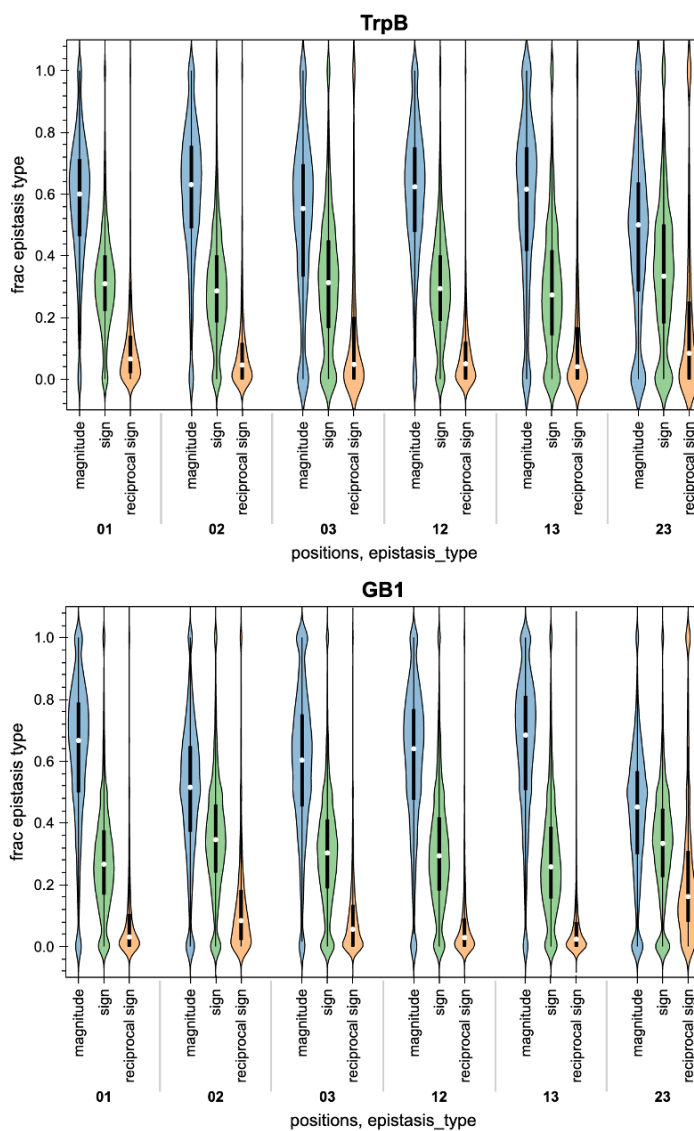 TrpB
frac epistasis type
1.0
0.8
0.6
0.4
0.2
0.0
magnitude
sign
reciprocal sign
magnitude
sign
reciprocal sign
magnitude
sign
reciprocal sign
magnitude
sign
reciprocal sign
magnitude
sign
reciprocal sign
magnitude
sign
reciprocal sign
01 02 03 12 13 23
positions, epistasis_type
GB1
frac epistasis type
1.0
0.8
0.6
0.4
0.2
0.0
magnitude
sign
reciprocal sign
magnitude
sign
reciprocal sign
magnitude
sign
reciprocal sign
magnitude
sign
reciprocal sign
magnitude
sign
reciprocal sign
magnitude
sign
reciprocal sign
01 02 03 12 13 23
positions, epistasis_type